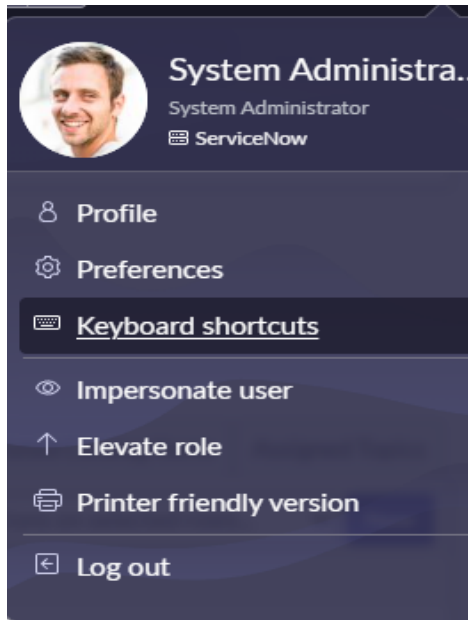 System Administra..
System Administrator
ServiceNow
Profile
Preferences
Keyboard shortcuts
Impersonate user
Elevate role
Printer friendly version
Log out